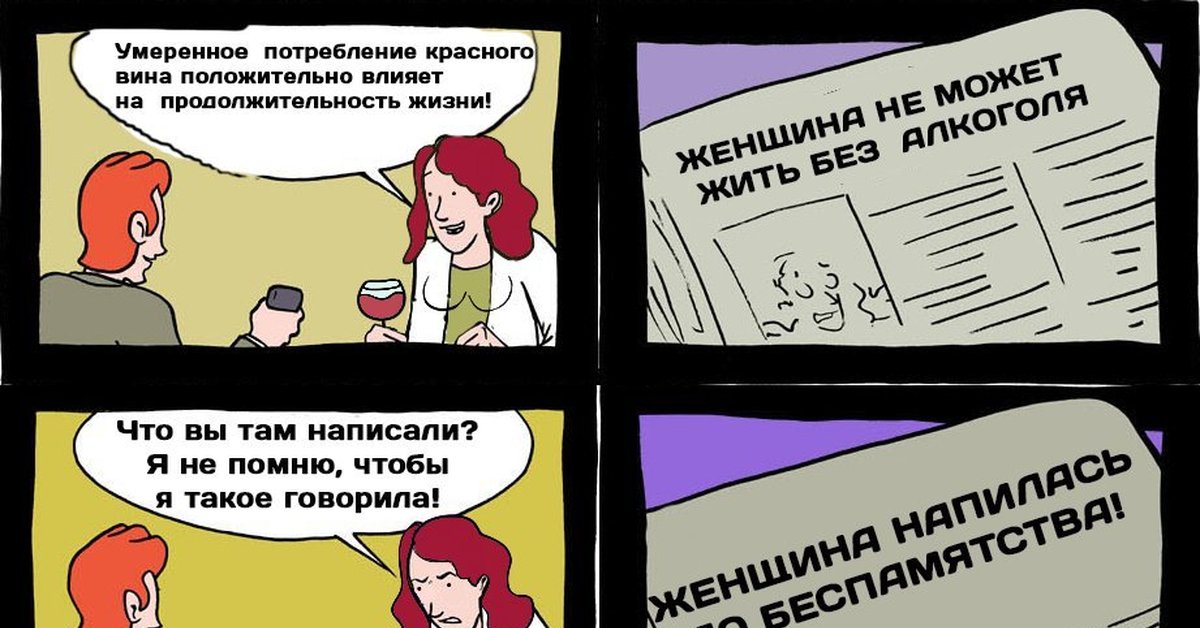 Умеренное потребление красного
вина положительно влияет
на продолжительность жизни!
ЖЕНЩИНА НЕ МОЖЕТ
ЖИТЬ БЕЗ АЛКОГОЛЯ
Что вы там написали?
Я не помню, чтобы
я такое говорила!
ЖЕНЩИНА НАПИЛАСЬ
ДО БЕСПАМЯТСТВА!